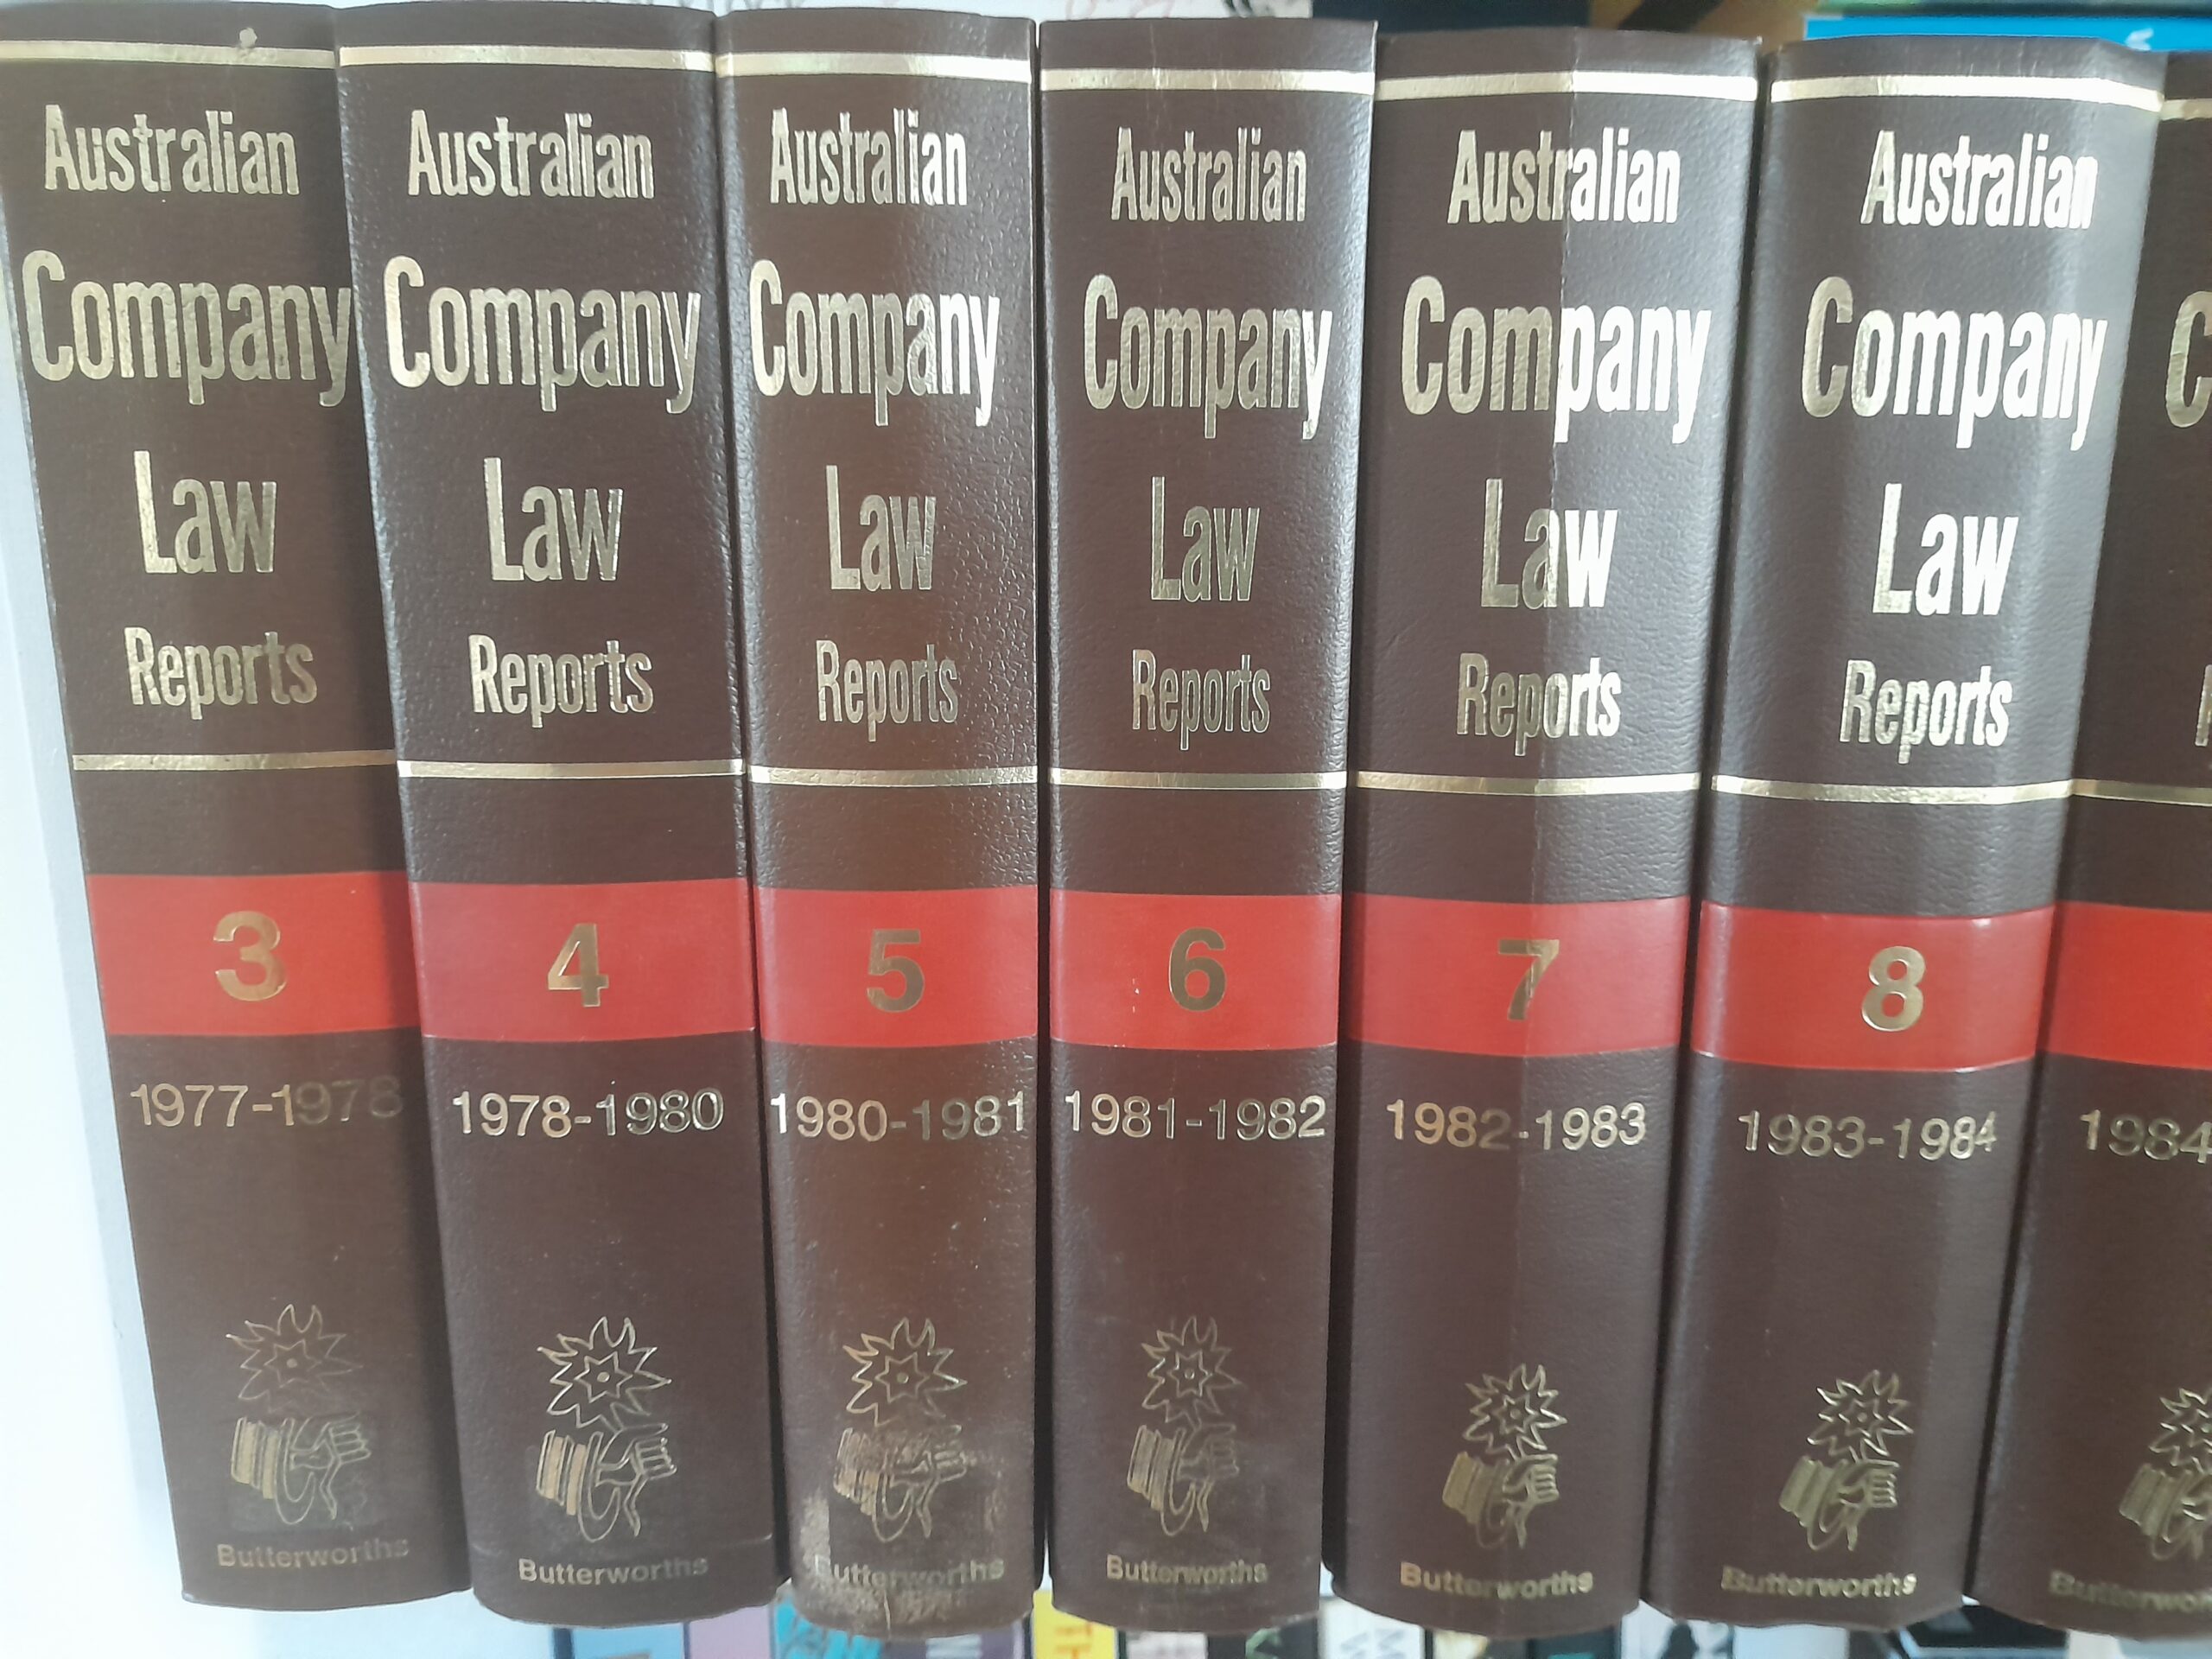 Australian
Company
Law
Reports
3
1977-1978
Butterworths
Australian
Company
Law
Reports
4
1978-1980
Butterworths
Australian
Company
Law
Reports
5
1980-1981
Butterworths
Australian
Company
Law
Reports
6
1981-1982
Butterworths
Australian
Company
Law
Reports
7
1982-1983
Butterworths
Australian
Company
Law
Reports
8
1983-1984
Butterworths
1984